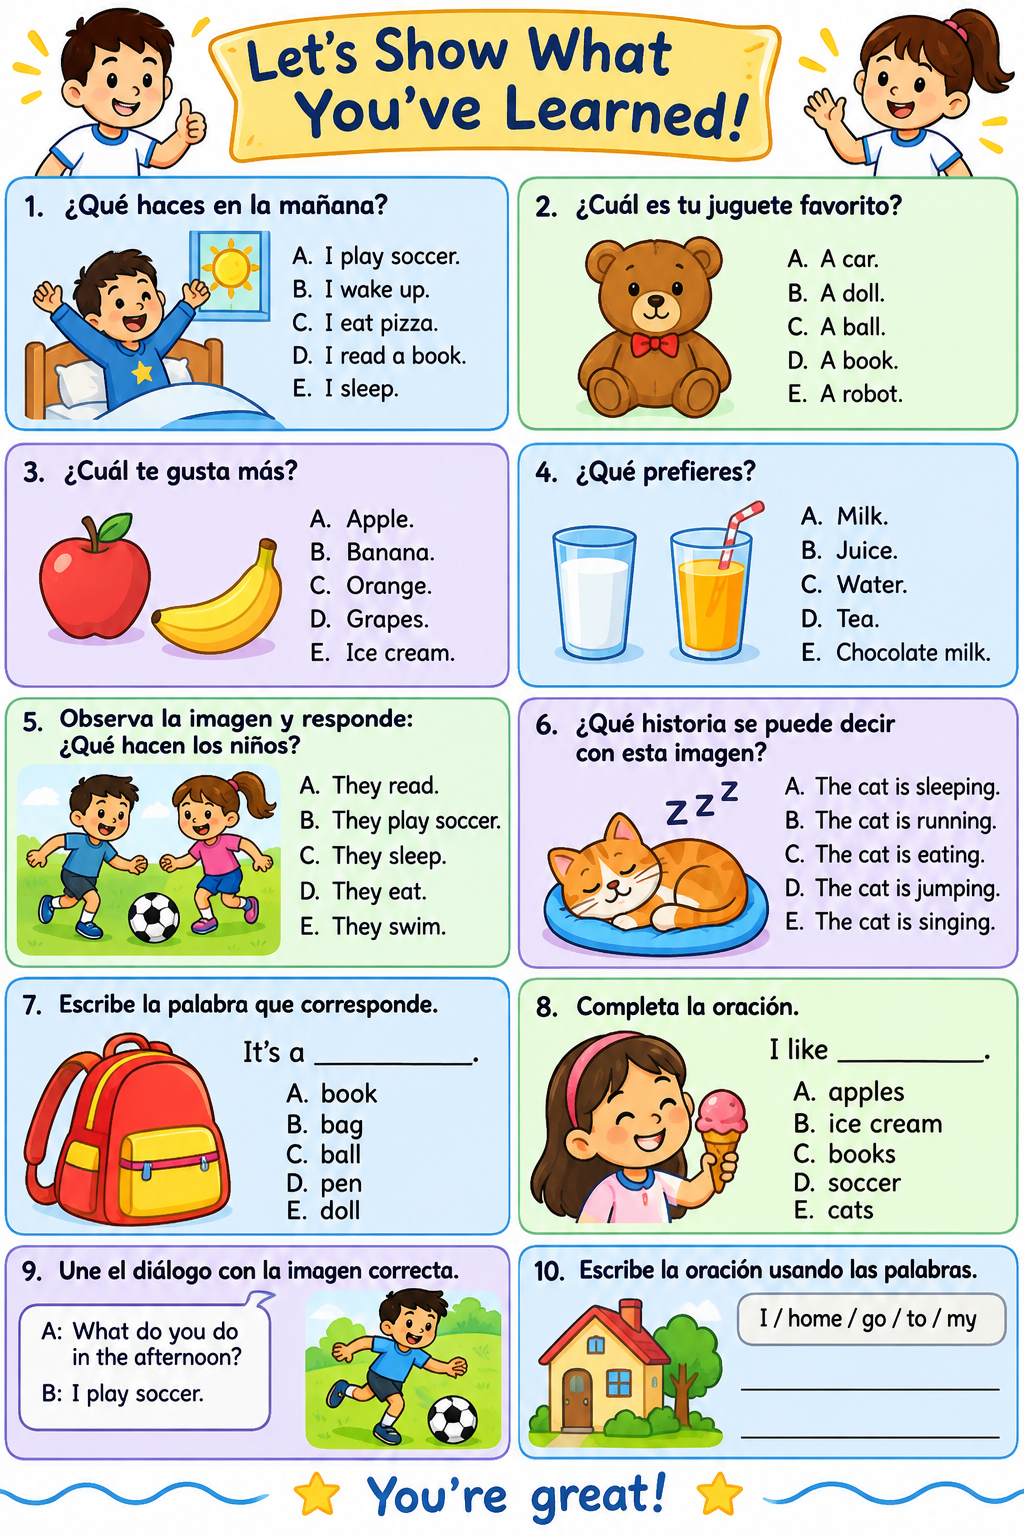 Let's Show What
You've Learned!
1. ¿Qué haces en la mañana?
A. I play soccer.
B. I wake up.
C. I eat pizza.
D. I read a book.
E. I sleep.
2. ¿Cuál es tu juguete favorito?
A. A car.
B. A doll.
C. A ball.
D. A book.
E. A robot.
3. ¿Cuál te gusta más?
A. Apple.
B. Banana.
C. Orange.
D. Grapes.
E. Ice cream.
4. ¿Qué prefieres?
A. Milk.
B. Juice.
C. Water.
D. Tea.
E. Chocolate milk.
5. Observa la imagen y responde:
¿Qué hacen los niños?
A. They read.
B. They play soccer.
C. They sleep.
D. They eat.
E. They swim.
6. ¿Qué historia se puede decir
con esta imagen?
z z z
A. The cat is sleeping.
B. The cat is running.
C. The cat is eating.
D. The cat is jumping.
E. The cat is singing.
7. Escribe la palabra que corresponde.
It's a ____________.
A. book
B. bag
C. ball
D. pen
E. doll
8. Completa la oración.
I like ___________.
A. apples
B. ice cream
C. books
D. soccer
E. cats
9. Une el diálogo con la imagen correcta.
A: What do you do
in the afternoon?
B: I play soccer.
10. Escribe la oración usando las palabras.
I / home / go / to / my
You're great!